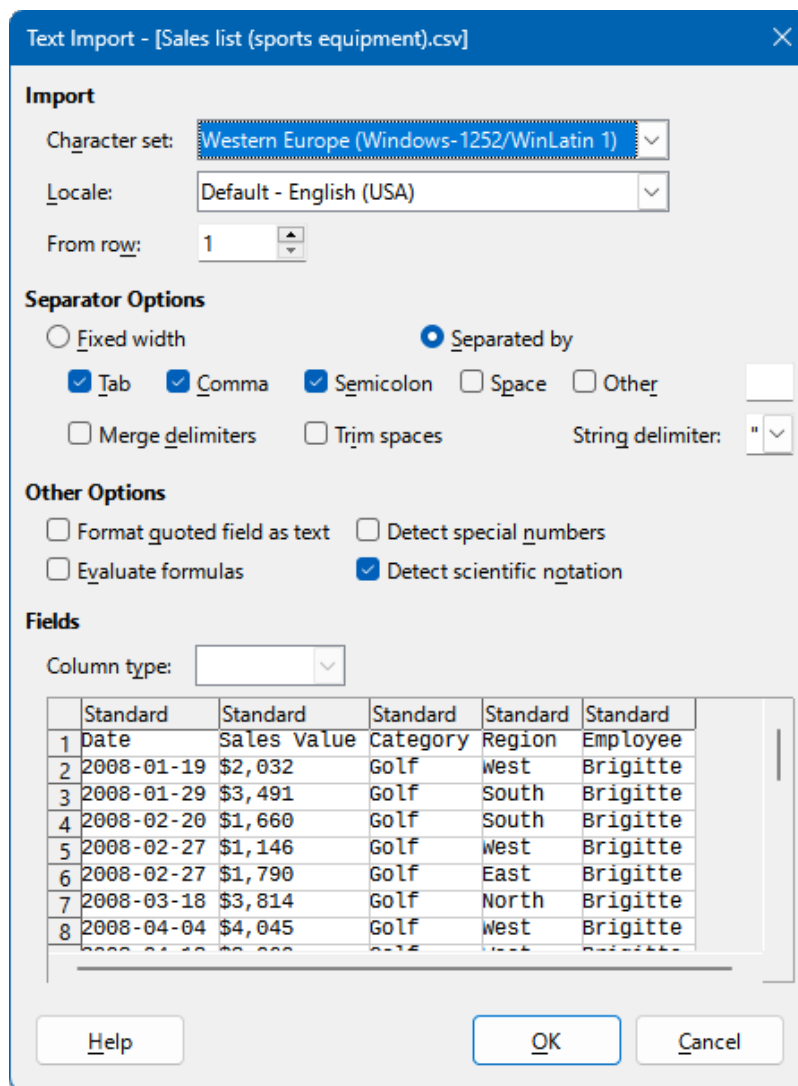 Text Import - [Sales list (sports equipment).csv]
Import
Character set: Western Europe (Windows-1252/WinLatin 1)
Locale: Default - English (USA)
From row: 1
Separator Options
Fixed width Separated by
Tab Comma Semicolon Space Other
Merge delimiters Trim spaces String delimiter: "
Other Options
Format quoted field as text Detect special numbers
Evaluate formulas Detect scientific notation
Fields
Column type:
Standard Standard Standard Standard Standard
1 Date Sales Value Category Region Employee
2 2008-01-19 $2,032 Golf West Brigitte
3 2008-01-29 $3,491 Golf South Brigitte
4 2008-02-20 $1,660 Golf South Brigitte
5 2008-02-27 $1,146 Golf West Brigitte
6 2008-02-27 $1,790 Golf East Brigitte
7 2008-03-18 $3,814 Golf North Brigitte
8 2008-04-04 $4,045 Golf West Brigitte
Help OK Cancel